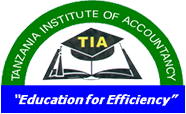 TANZANIA INSTITUTE OF ACCOUNTANCY
TIA
"Education for Efficiency"